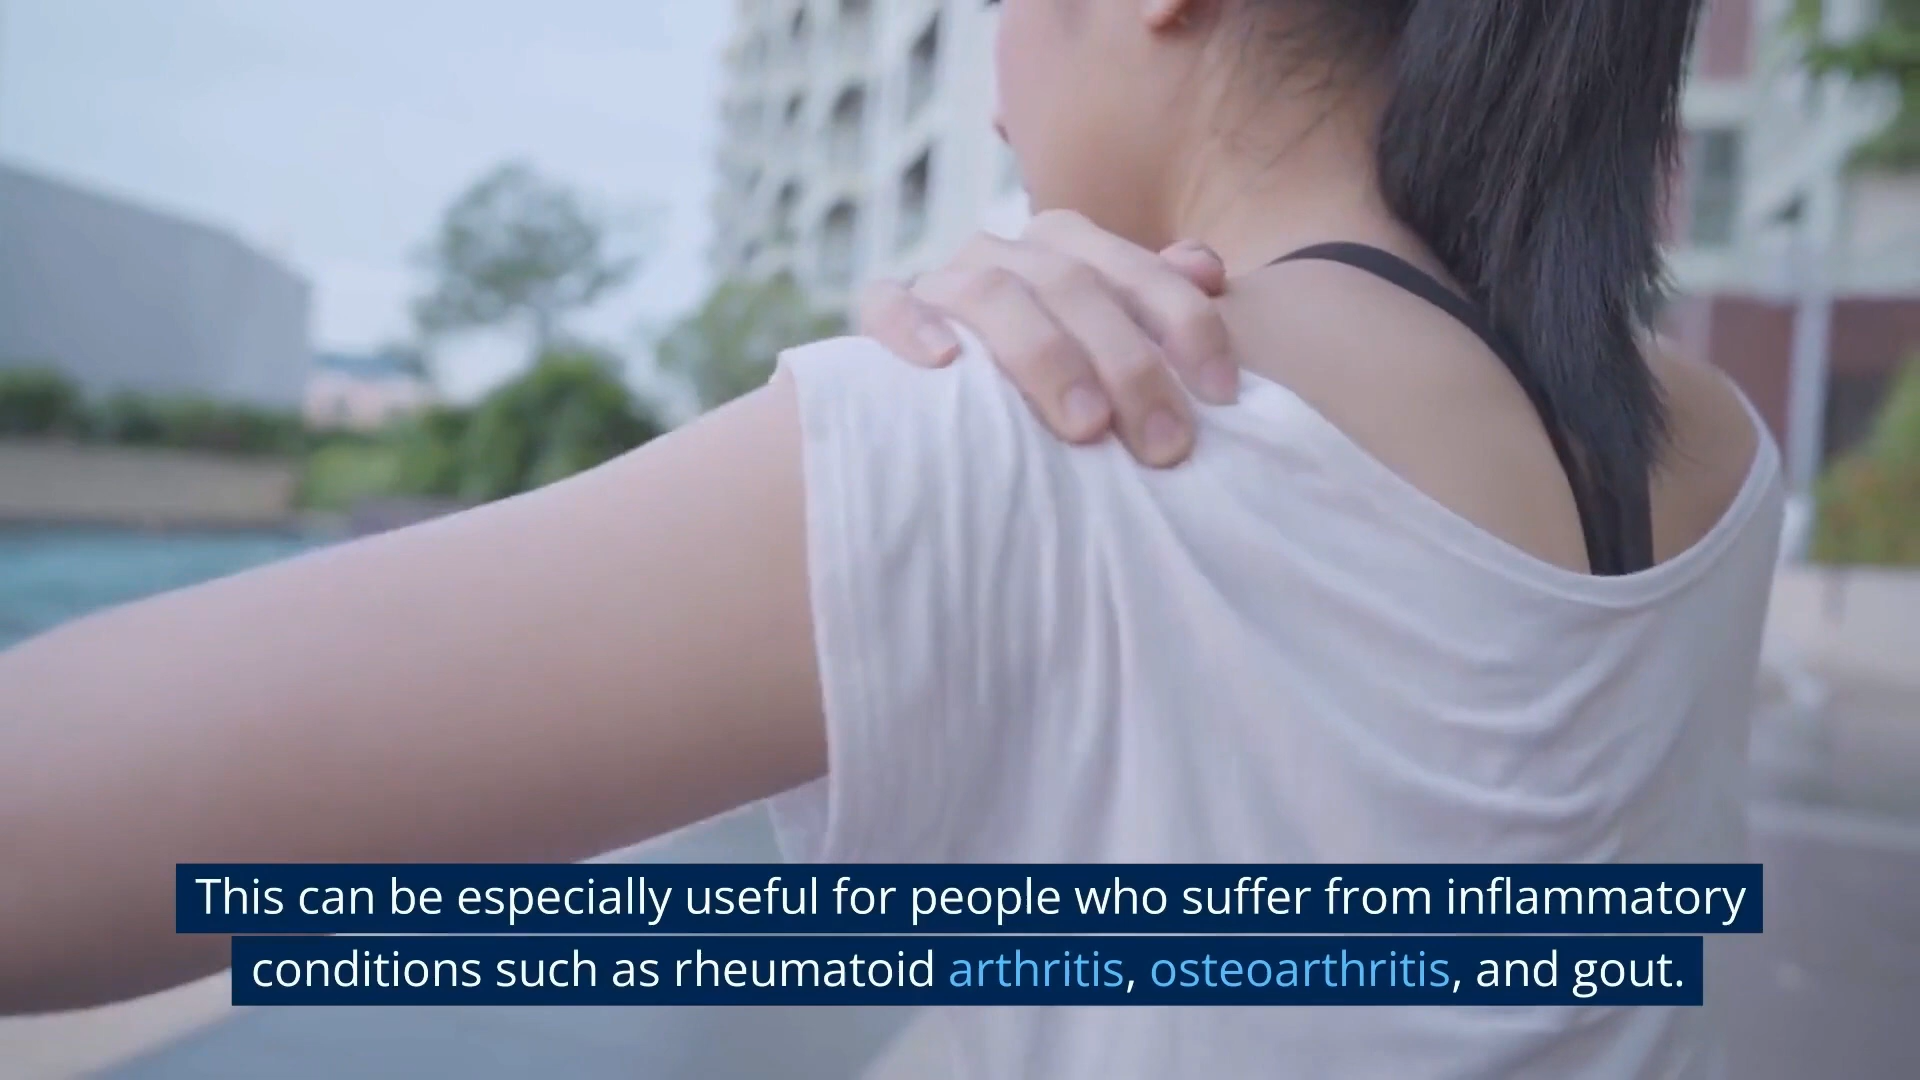 This can be especially useful for people who suffer from inflammatory
conditions such as rheumatoid arthritis, osteoarthritis, and gout.